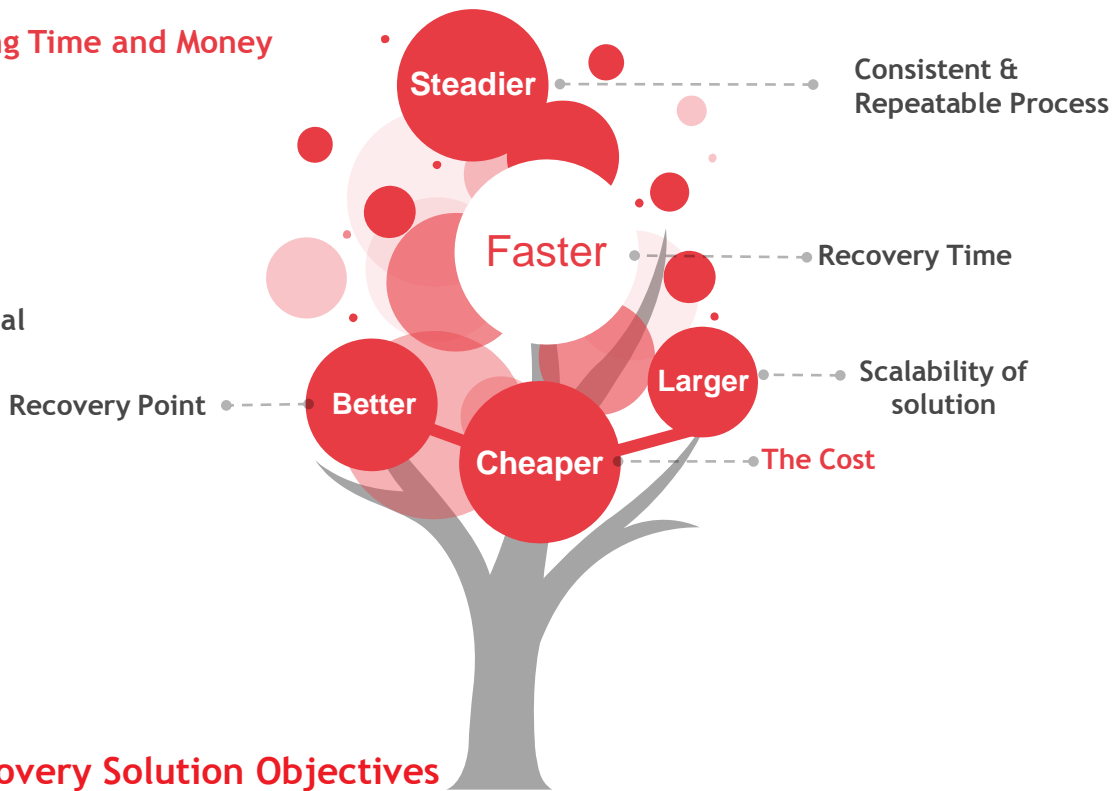 g Time and Money
Steadier
Consistent &
Repeatable Process
Faster
Recovery Time
al
Larger
Scalability of
solution
Recovery Point
Better
Cheaper
The Cost
overy Solution Objectives